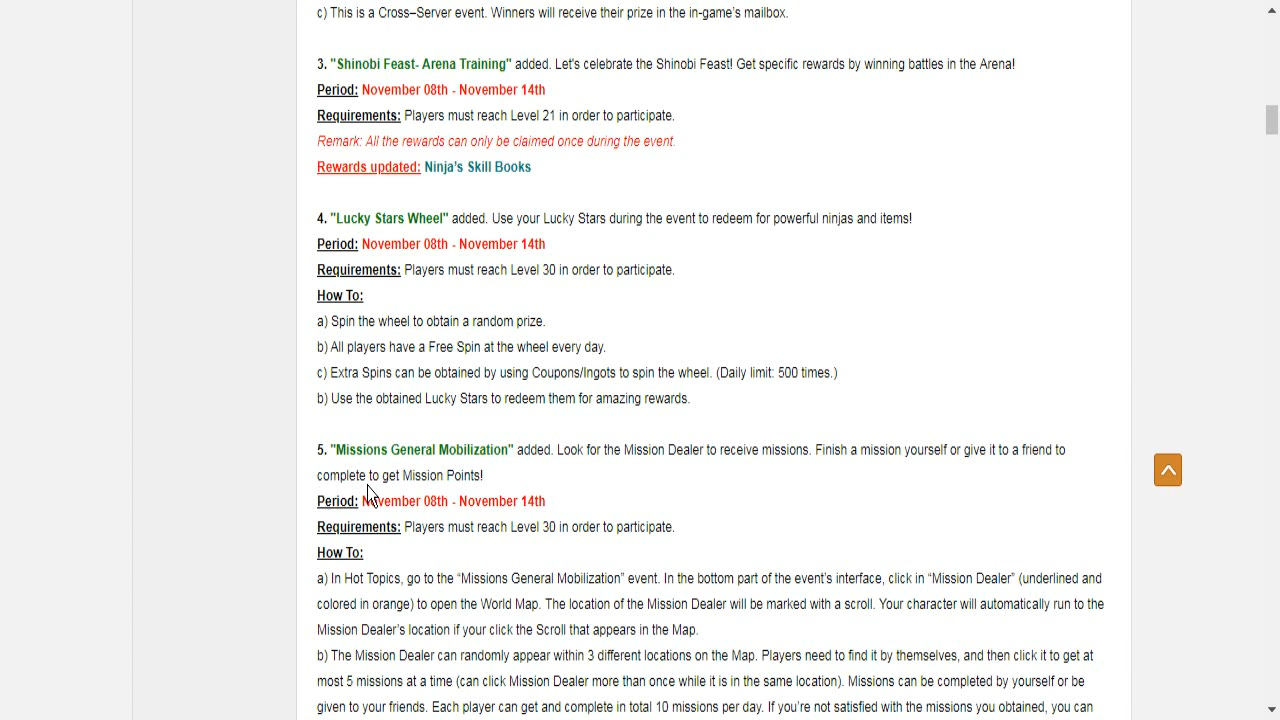 c) This is a Cross–Server event. Winners will receive their prize in the in-game's mailbox.
3. "Shinobi Feast- Arena Training" added. Let's celebrate the Shinobi Feast! Get specific rewards by winning battles in the Arena!
Period: November 08th - November 14th
Requirements: Players must reach Level 21 in order to participate.
Remark: All the rewards can only be claimed once during the event.
Rewards updated: Ninja's Skill Books
4. "Lucky Stars Wheel" added. Use your Lucky Stars during the event to redeem for powerful ninjas and items!
Period: November 08th - November 14th
Requirements: Players must reach Level 30 in order to participate.
How To:
a) Spin the wheel to obtain a random prize.
b) All players have a Free Spin at the wheel every day.
c) Extra Spins can be obtained by using Coupons/Ingots to spin the wheel. (Daily limit: 500 times.)
b) Use the obtained Lucky Stars to redeem them for amazing rewards.
5. "Missions General Mobilization" added. Look for the Mission Dealer to receive missions. Finish a mission yourself or give it to a friend to
complete to get Mission Points!
Period: November 08th - November 14th
Requirements: Players must reach Level 30 in order to participate.
How To:
a) In Hot Topics, go to the “Missions General Mobilization” event. In the bottom part of the event's interface, click in “Mission Dealer” (underlined and
colored in orange) to open the World Map. The location of the Mission Dealer will be marked with a scroll. Your character will automatically run to the
Mission Dealer's location if your click the Scroll that appears in the Map.
b) The Mission Dealer can randomly appear within 3 different locations on the Map. Players need to find it by themselves, and then click it to get at
most 5 missions at a time (can click Mission Dealer more than once while it is in the same location). Missions can be completed by yourself or be
given to your friends. Each player can get and complete in total 10 missions per day. If you're not satisfied with the missions you obtained, you can